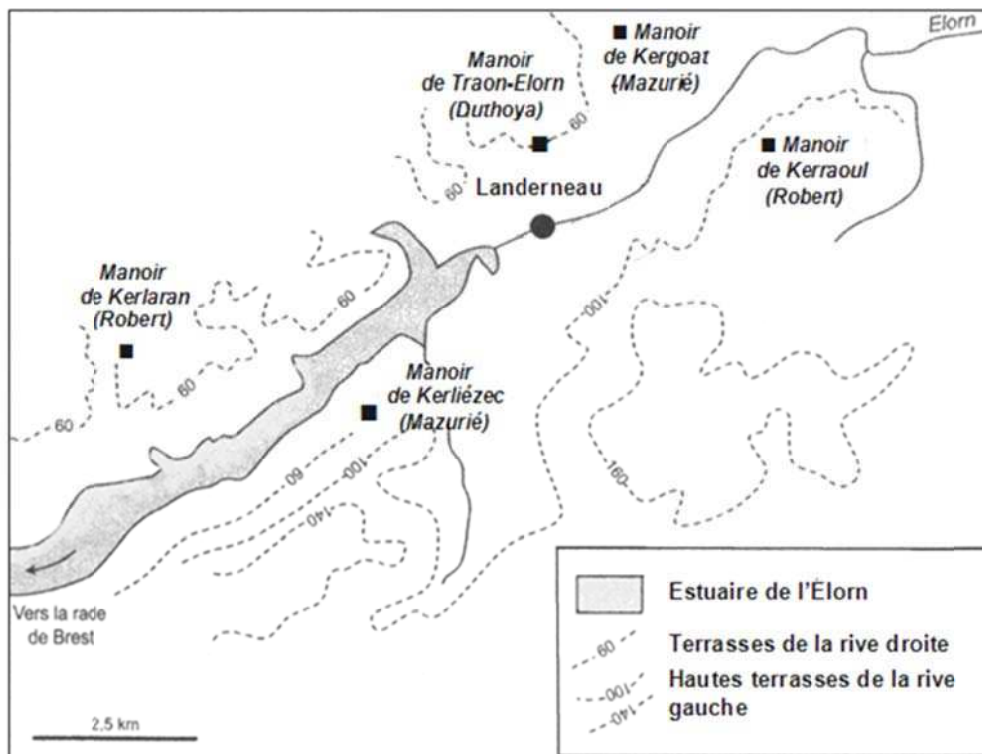 Elorn
Manoir
de Kergoat
(Mazurié)
Manoir
de Traon-Elorn
(Duthoya)
60
Manoir
de Kerraoul
(Robert)
60
Landerneau
Manoir
de Kerlaran
(Robert)
60
100
60
60
Manoir
de Kerliézec
(Mazurié)
60
100
140
160
Vers la rade
de Brest
2,5 km
Estuaire de l'Élorn
60
Terrasses de la rive droite
100
140
Hautes terrasses de la rive
gauche